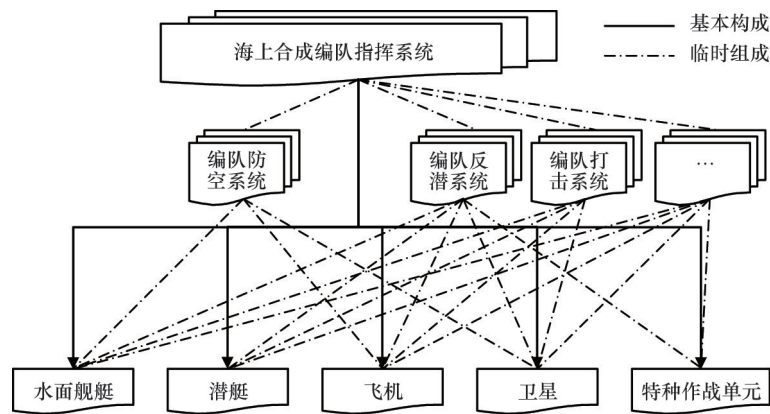 基本构成
临时组成
海上合成编队指挥系统
编队防
空系统
编队反
潜系统
编队打
击系统
…
水面舰艇
潜艇
飞机
卫星
特种作战单元